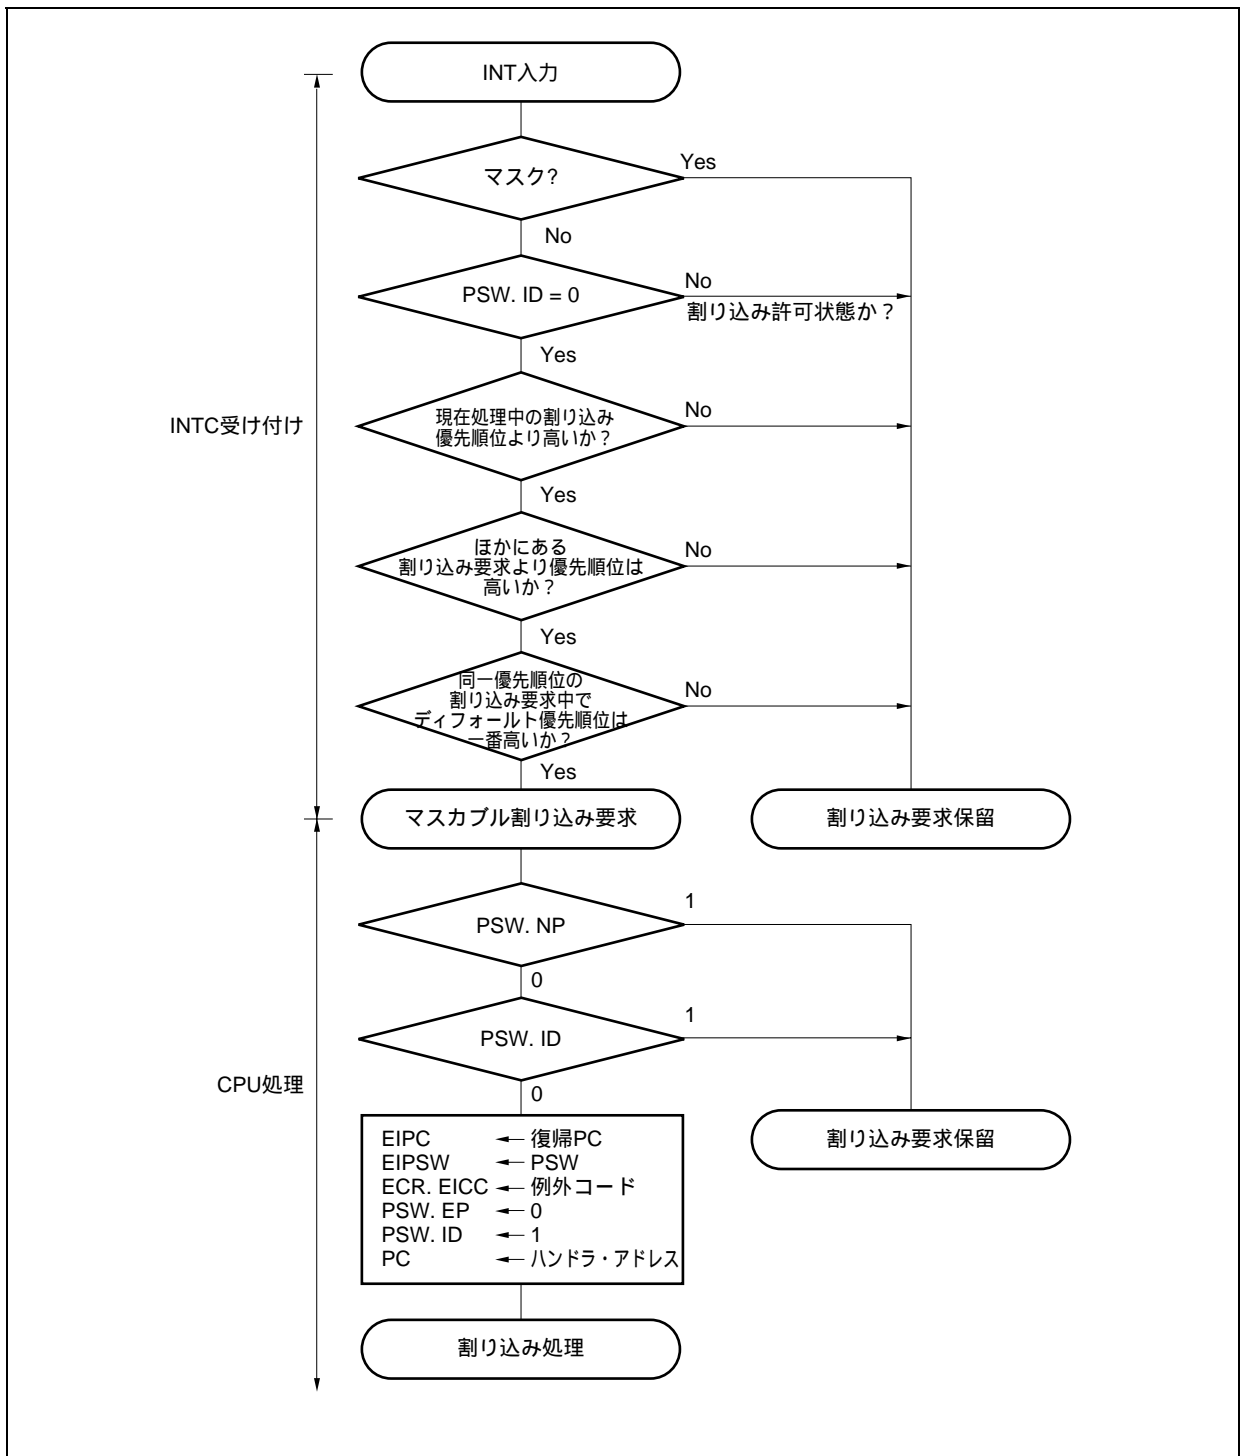 INT入力
マスク?
Yes
No
PSW. ID = 0
No
割り込み許可状態か？
Yes
INTC受け付け
現在処理中の割り込み
優先順位より高いか？
No
Yes
ほかにある
割り込み要求より優先順位は
高いか？
No
Yes
同一優先順位の
割り込み要求中で
ディフォールト優先順位は
一番高いか？
No
Yes
マスカブル割り込み要求
割り込み要求保留
PSW. NP
1
0
PSW. ID
1
0
CPU処理
EIPC ← 復帰PC
EIPSW ← PSW
ECR. EICC ← 例外コード
PSW. EP ← 0
PSW. ID ← 1
PC ← ハンドラ・アドレス
割り込み要求保留
割り込み処理